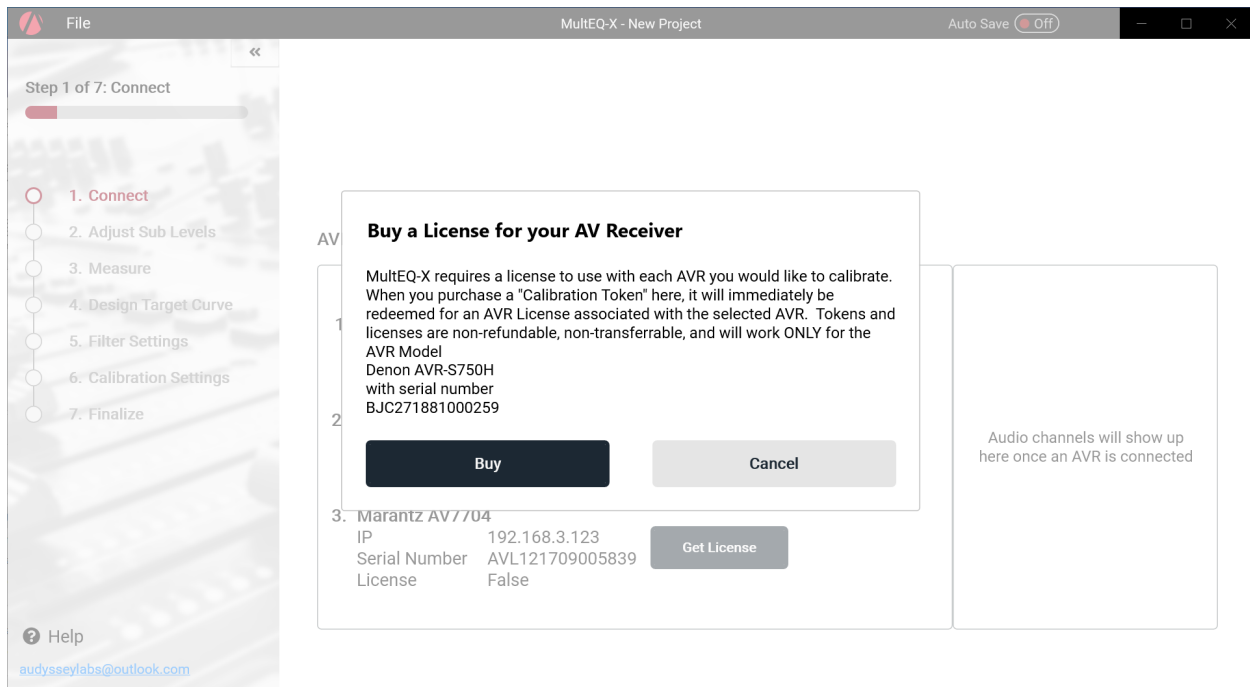 File
MultEQ-X - New Project
Auto Save Off
Step 1 of 7: Connect
1. Connect
2. Adjust Sub Levels
3. Measure
4. Design Target Curve
5. Filter Settings
6. Calibration Settings
7. Finalize
Help
audysseylabs@outlook.com
AV
1
2
Buy a License for your AV Receiver
MultEQ-X requires a license to use with each AVR you would like to calibrate.
When you purchase a "Calibration Token" here, it will immediately be
redeemed for an AVR License associated with the selected AVR. Tokens and
licenses are non-refundable, non-transferrable, and will work ONLY for the
AVR Model
Denon AVR-S750H
with serial number
BJC271881000259
Buy
Cancel
3. Marantz AV7704
IP 192.168.3.123
Serial Number AVL121709005839
License False
Get License
Audio channels will show up
here once an AVR is connected